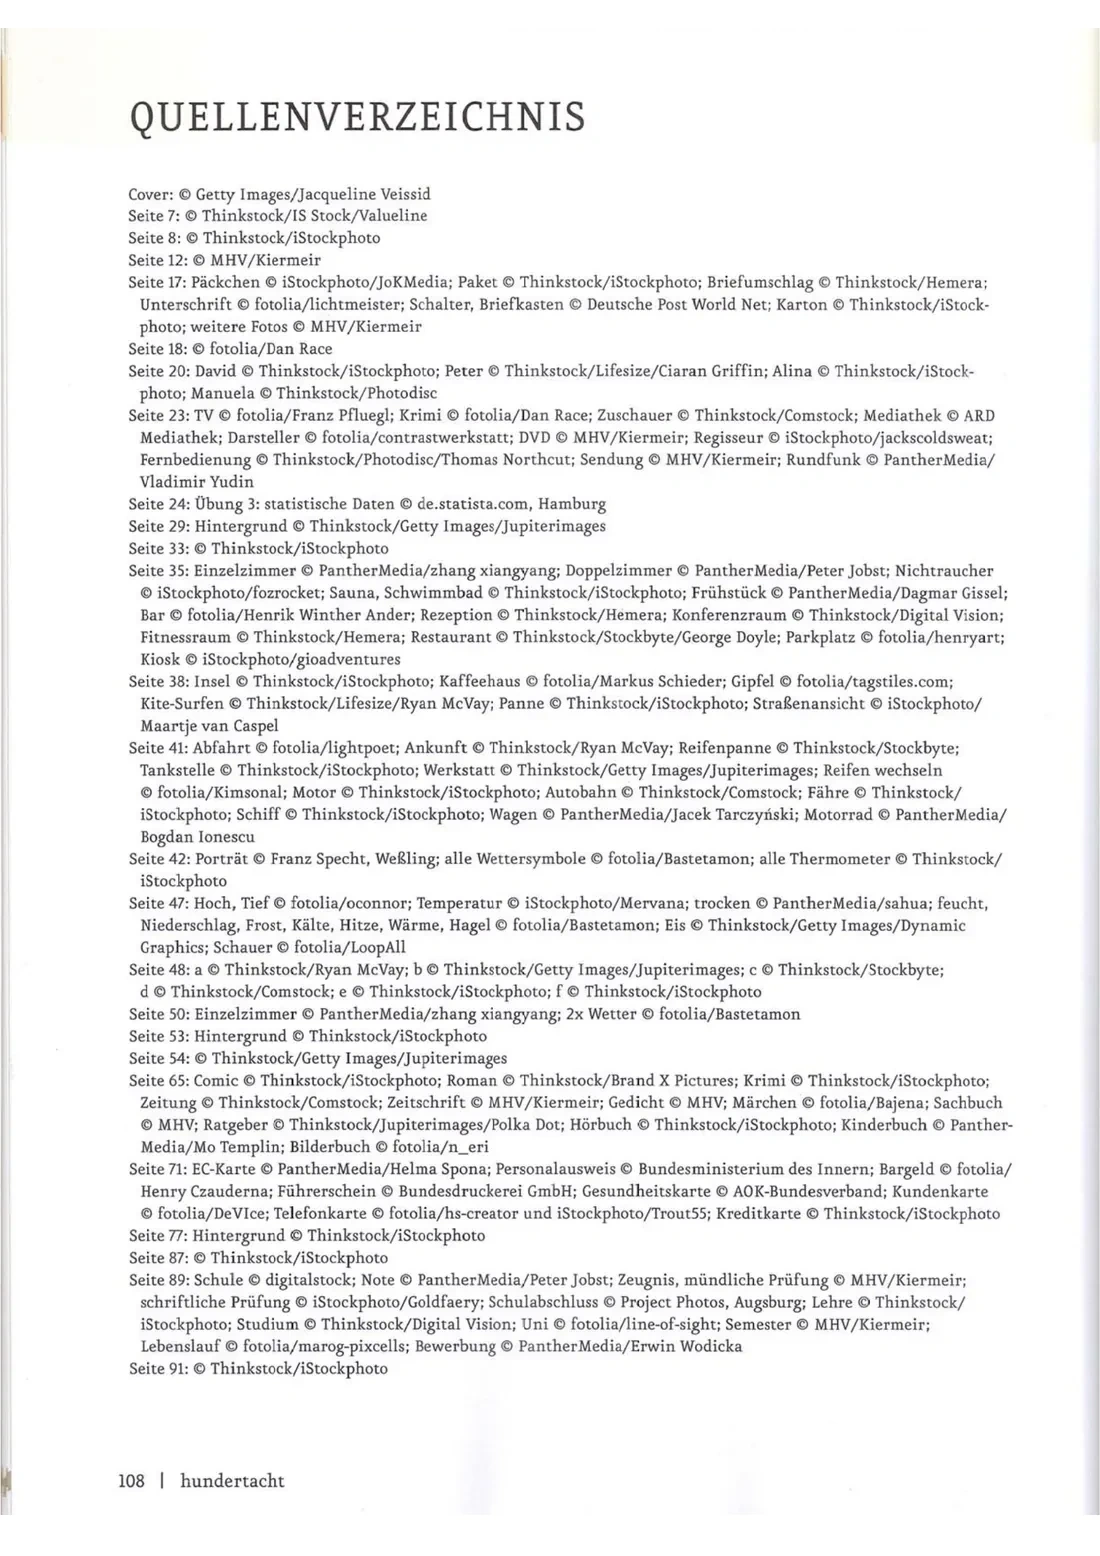 QUELLENVERZEICHNIS
Cover: © Getty Images/Jacqueline Veissid
Seite 7: © Thinkstock/IS Stock/Valueline
Seite 8: © Thinkstock/iStockphoto
Seite 12: © MHV/Kiermeir
Seite 17: Päckchen © iStockphoto/JoKMedia; Paket © Thinkstock/iStockphoto; Briefumschlag © Thinkstock/Hemera;
Unterschrift © fotolia/lichtmeister; Schalter, Briefkasten © Deutsche Post World Net; Karton © Thinkstock/iStock-
photo; weitere Fotos © MHV/Kiermeir
Seite 18: © fotolia/Dan Race
Seite 20: David © Thinkstock/iStockphoto; Peter © Thinkstock/Lifesize/Ciaran Griffin; Alina © Thinkstock/iStock-
photo; Manuela © Thinkstock/Photodisc
Seite 23: TV © fotolia/Franz Pfluegl; Krimi © fotolia/Dan Race; Zuschauer © Thinkstock/Comstock; Mediathek © ARD
Mediathek; Darsteller © fotolia/contrastwerkstatt; DVD © MHV/Kiermeir; Regisseur © iStockphoto/jackscoldsweat;
Fernbedienung © Thinkstock/Photodisc/Thomas Northcut; Sendung © MHV/Kiermeir; Rundfunk © PantherMedia/
Vladimir Yudin
Seite 24: Übung 3: statistische Daten © de.statista.com, Hamburg
Seite 29: Hintergrund © Thinkstock/Getty Images/Jupiterimages
Seite 33: © Thinkstock/iStockphoto
Seite 35: Einzelzimmer © PantherMedia/zhang xiangyang; Doppelzimmer © PantherMedia/Peter Jobst; Nichtraucher
© iStockphoto/fozrocket; Sauna, Schwimmbad © Thinkstock/iStockphoto; Frühstück © PantherMedia/Dagmar Gissel;
Bar © fotolia/Henrik Winther Ander; Rezeption © Thinkstock/Hemera; Konferenzraum © Thinkstock/Digital Vision;
Fitnessraum © Thinkstock/Hemera; Restaurant © Thinkstock/Stockbyte/George Doyle; Parkplatz © fotolia/henryart;
Kiosk © iStockphoto/gioadventures
Seite 38: Insel © Thinkstock/iStockphoto; Kaffeehaus © fotolia/Markus Schieder; Gipfel © fotolia/tagstiles.com;
Kite-Surfen © Thinkstock/Lifesize/Ryan McVay; Panne © Thinkstock/iStockphoto; Straßenansicht © iStockphoto/
Maartje van Caspel
Seite 41: Abfahrt © fotolia/lightpoet; Ankunft © Thinkstock/Ryan McVay; Reifenpanne © Thinkstock/Stockbyte;
Tankstelle © Thinkstock/iStockphoto; Werkstatt © Thinkstock/Getty Images/Jupiterimages; Reifen wechseln
© fotolia/Kimsonal; Motor © Thinkstock/iStockphoto; Autobahn © Thinkstock/Comstock; Fähre © Thinkstock/
iStockphoto; Schiff © Thinkstock/iStockphoto; Wagen © PantherMedia/Jacek Tarczyński; Motorrad © PantherMedia/
Bogdan Ionescu
Seite 42: Porträt © Franz Specht, Weßling; alle Wettersymbole © fotolia/Bastetamon; alle Thermometer © Thinkstock/
iStockphoto
Seite 47: Hoch, Tief © fotolia/oconnor; Temperatur © iStockphoto/Mervana; trocken © PantherMedia/sahua; feucht,
Niederschlag, Frost, Kälte, Hitze, Wärme, Hagel © fotolia/Bastetamon; Eis © Thinkstock/Getty Images/Dynamic
Graphics; Schauer © fotolia/LoopAll
Seite 48: a © Thinkstock/Ryan McVay; b © Thinkstock/Getty Images/Jupiterimages; c © Thinkstock/Stockbyte;
d © Thinkstock/Comstock; e © Thinkstock/iStockphoto; f © Thinkstock/iStockphoto
Seite 50: Einzelzimmer © PantherMedia/zhang xiangyang; 2x Wetter © fotolia/Bastetamon
Seite 53: Hintergrund © Thinkstock/iStockphoto
Seite 54: © Thinkstock/Getty Images/Jupiterimages
Seite 65: Comic © Thinkstock/iStockphoto; Roman © Thinkstock/Brand X Pictures; Krimi © Thinkstock/iStockphoto;
Zeitung © Thinkstock/Comstock; Zeitschrift © MHV/Kiermeir; Gedicht © MHV; Märchen © fotolia/Bajena; Sachbuch
© MHV; Ratgeber © Thinkstock/Jupiterimages/Polka Dot; Hörbuch © Thinkstock/iStockphoto; Kinderbuch © Panther-
Media/Mo Templin; Bilderbuch © fotolia/n_eri
Seite 71: EC-Karte © PantherMedia/Helma Spona; Personalausweis © Bundesministerium des Innern; Bargeld © fotolia/
Henry Czauderna; Führerschein © Bundesdruckerei GmbH; Gesundheitskarte © AOK-Bundesverband; Kundenkarte
© fotolia/DeVIce; Telefonkarte © fotolia/hs-creator und iStockphoto/Trout55; Kreditkarte © Thinkstock/iStockphoto
Seite 77: Hintergrund © Thinkstock/iStockphoto
Seite 87: © Thinkstock/iStockphoto
Seite 89: Schule © digitalstock; Note © PantherMedia/Peter Jobst; Zeugnis, mündliche Prüfung © MHV/Kiermeir;
schriftliche Prüfung © iStockphoto/Goldfaery; Schulabschluss © Project Photos, Augsburg; Lehre © Thinkstock/
iStockphoto; Studium © Thinkstock/Digital Vision; Uni © fotolia/line-of-sight; Semester © MHV/Kiermeir;
Lebenslauf © fotolia/marog-pixcells; Bewerbung © PantherMedia/Erwin Wodicka
Seite 91: © Thinkstock/iStockphoto
108 | hundertacht